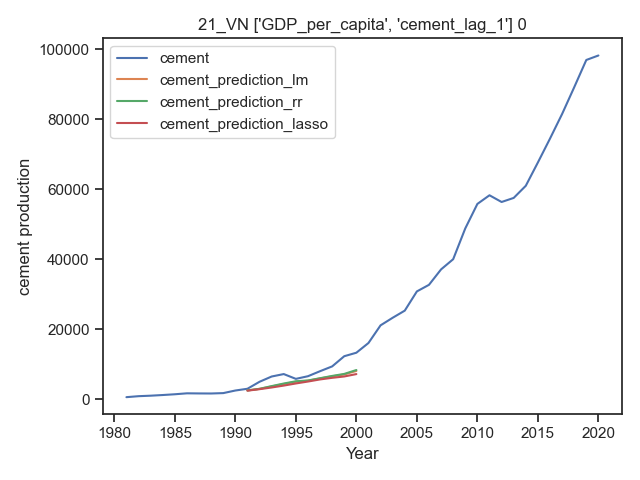 21_VN ['GDP_per_capita', 'cement_lag_1'] 0
cement
cement_prediction_lm
cement_prediction_rr
cement_prediction_lasso
cement production
100000
80000
60000
40000
20000
0
1980 1985 1990 1995 2000 2005 2010 2015 2020
Year